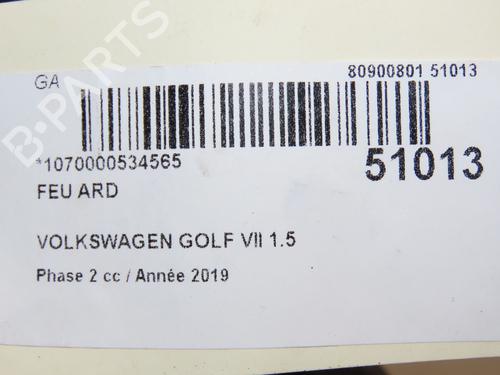 GA 80900801 51013
*1070000534565 51013
FEU ARD
VOLKSWAGEN GOLF VII 1.5
Phase 2 cc / Année 2019
B-PARTS